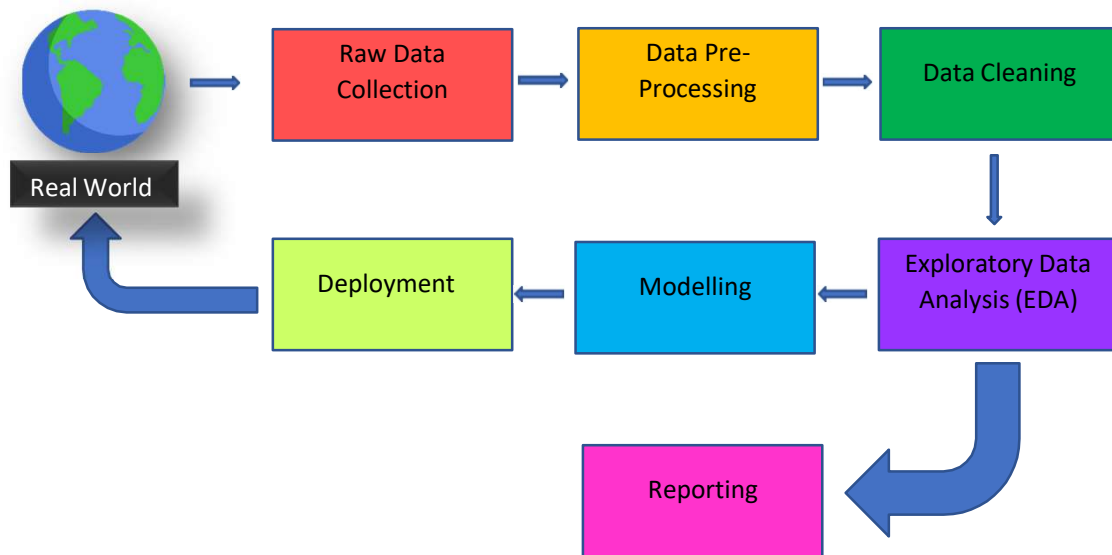 Raw Data
Collection
Data Pre-
Processing
Data Cleaning
Real World
Deployment
Modelling
Exploratory Data
Analysis (EDA)
Reporting